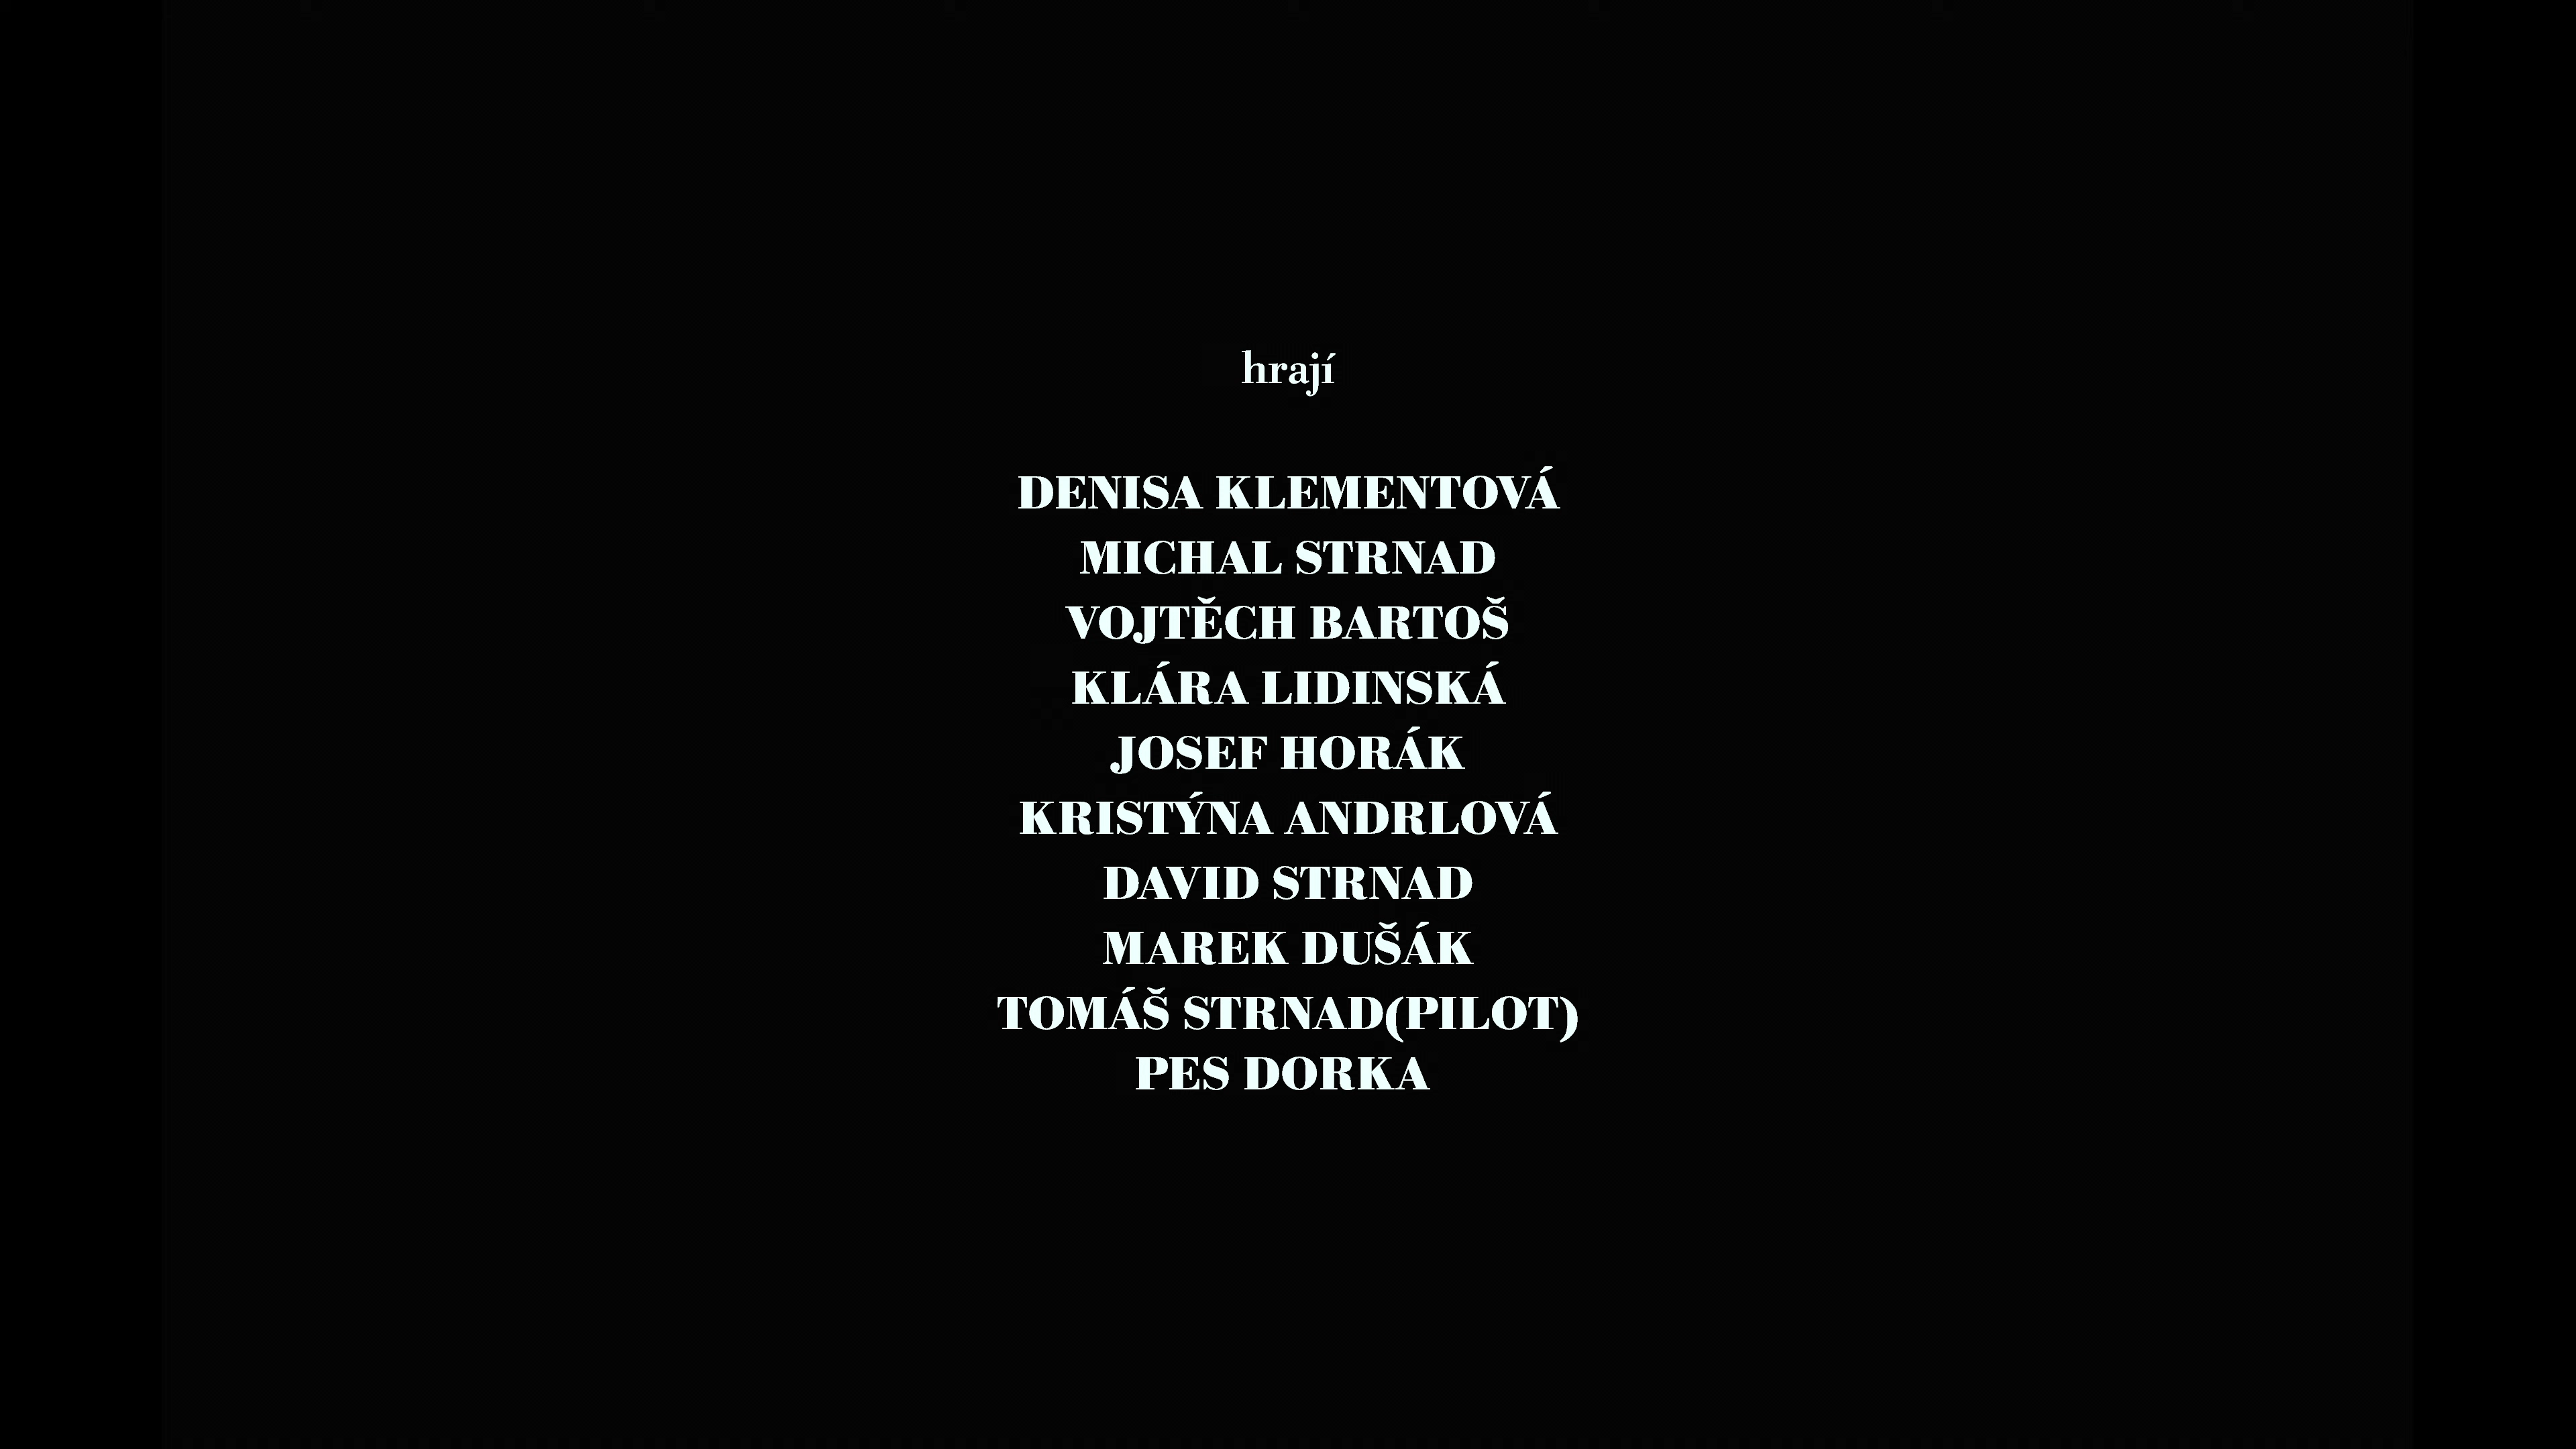 hrají
DENISA KLEMENTOVÁ
MICHAL STRNAD
VOJTĚCH BARTOŠ
KLÁRA LIDINSKÁ
JOSEF HORÁK
KRISTÝNA ANDRLOVÁ
DAVID STRNAD
MAREK DUŠÁK
TOMÁŠ STRNAD(PILOT)
PES DORKA